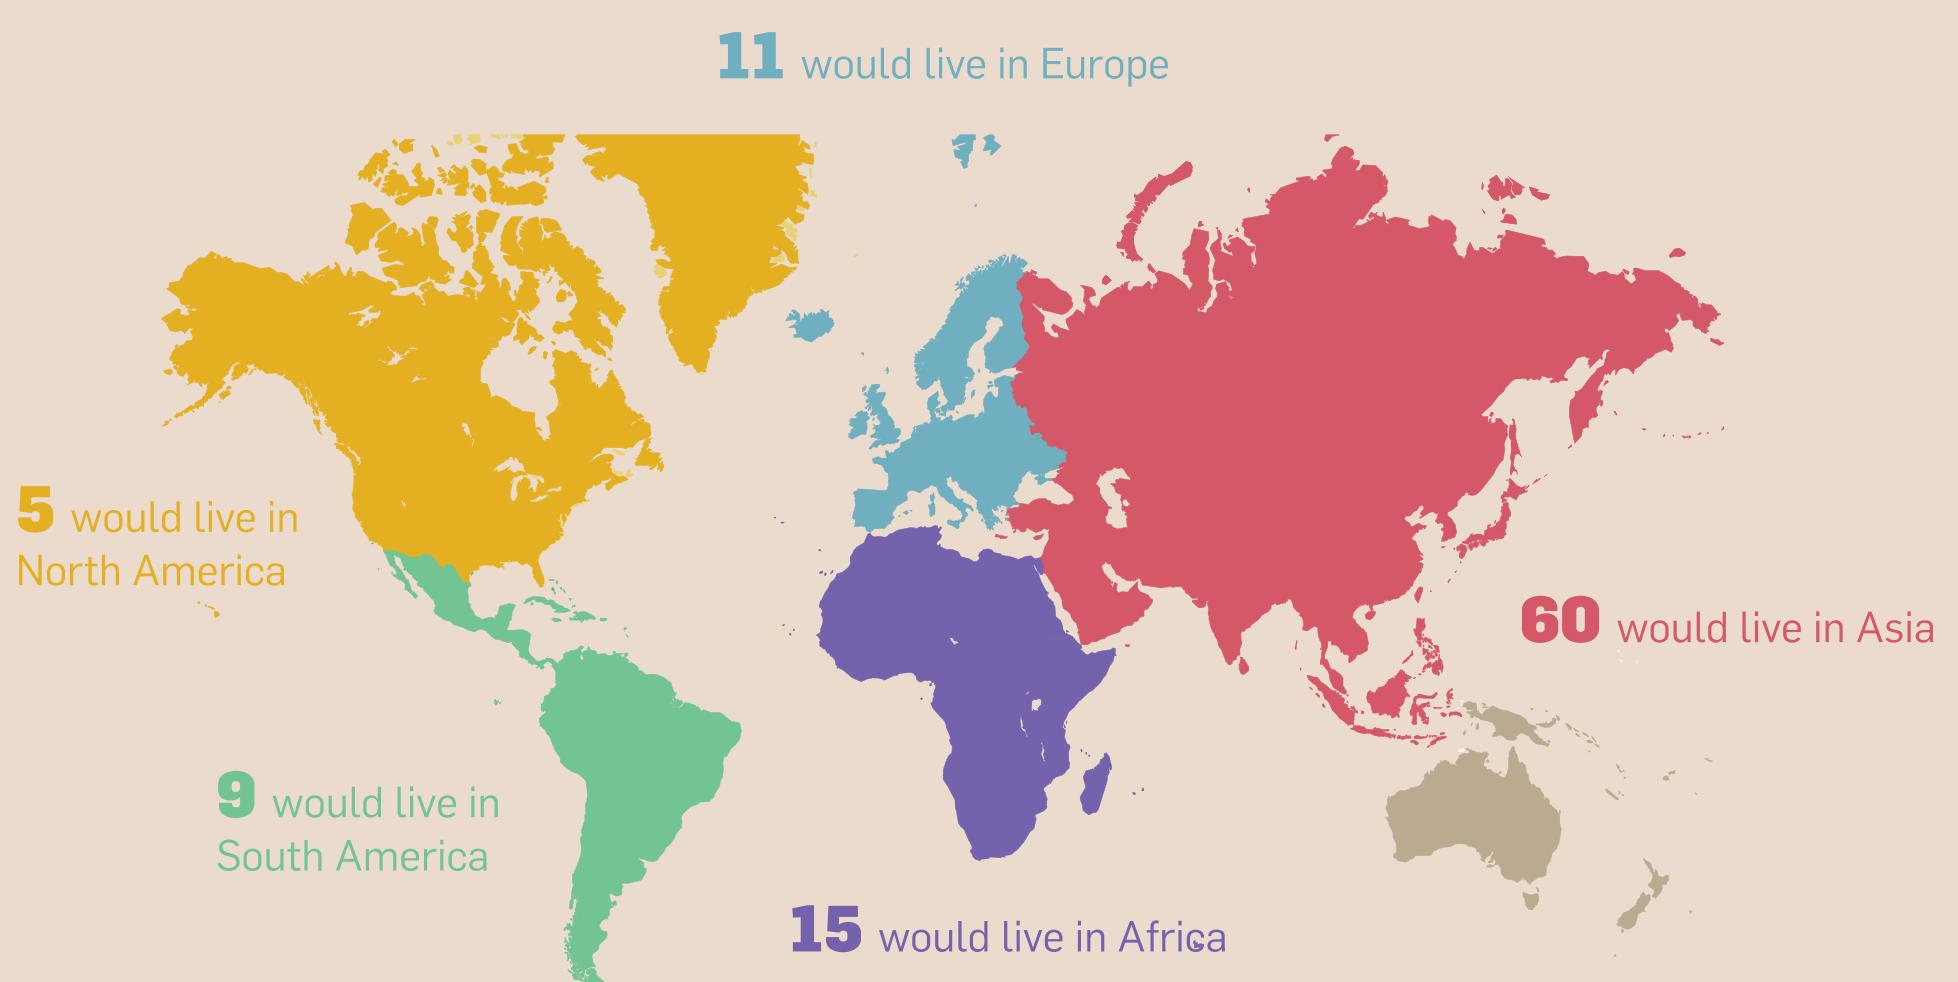 11 would live in Europe
5 would live in
North America
60 would live in Asia
9 would live in
South America
15 would live in Africa